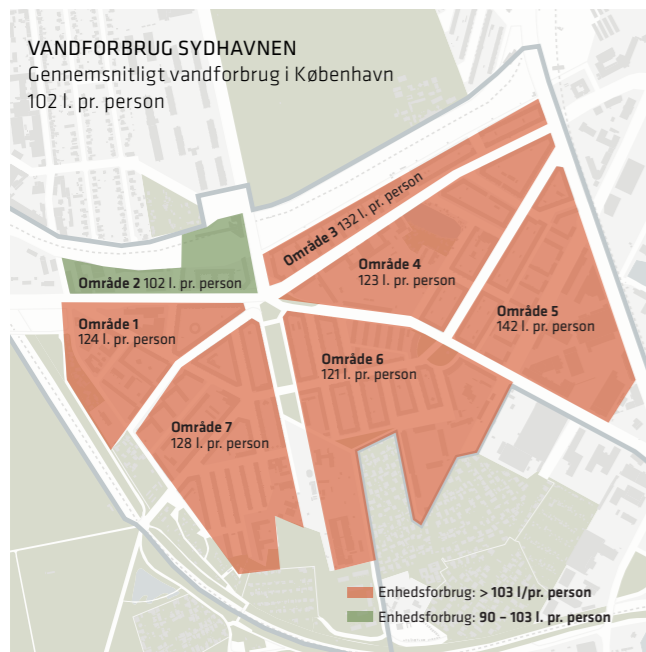 VANDFORBRUG SYDHAVNEN
Gennemsnitligt vandforbrug i København
102 l. pr. person
Område 3 132 l. pr. person
Område 4
123 l. pr. person
Område 2 102 l. pr. person
Område 5
142 l. pr. person
Område 1
124 l. pr. person
Område 6
121 l. pr. person
Område 7
128 l. pr. person
Enhedsforbrug: > 103 l/pr. person
Enhedsforbrug: 90 – 103 l. pr. person